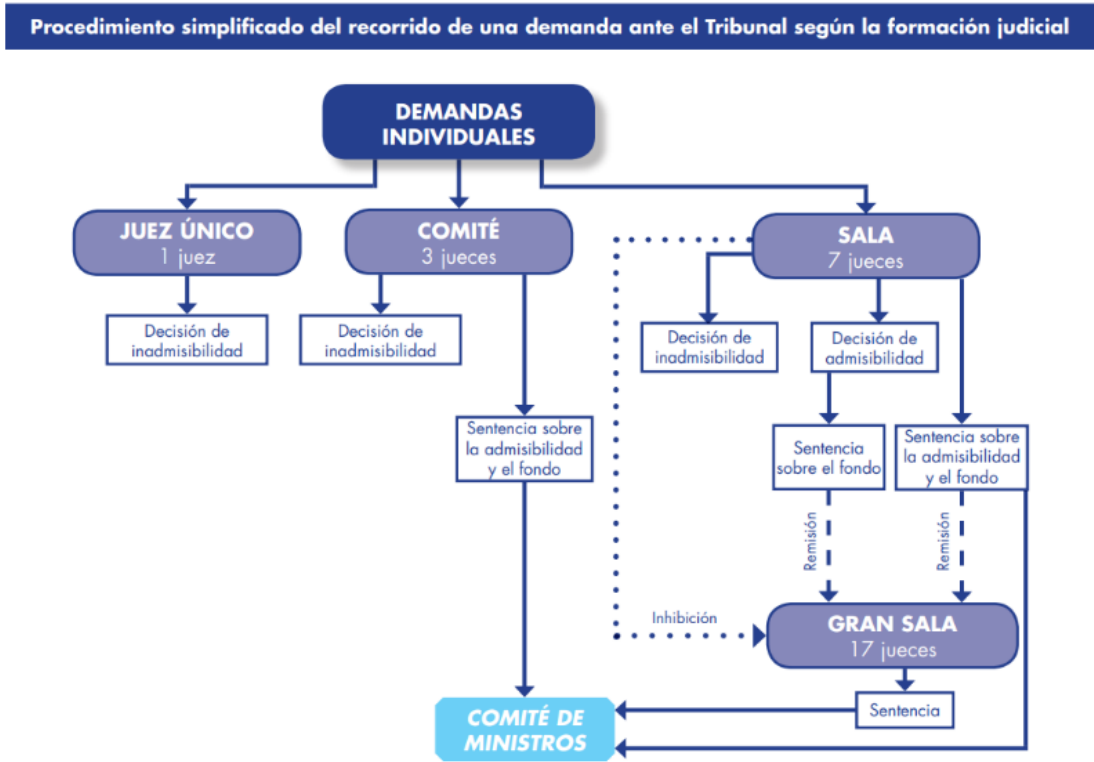 Procedimiento simplificado del recorrido de una demanda ante el Tribunal según la formación judicial
DEMANDAS
INDIVIDUALES
JUEZ ÚNICO
1 juez
COMITÉ
3 jueces
SALA
7 jueces
Decisión de
inadmisibilidad
Decisión de
inadmisibilidad
Decisión de
inadmisibilidad
Decisión de
admisibilidad
Sentencia sobre
la admisibilidad
y el fondo
Sentencia
sobre el fondo
Sentencia sobre
la admisibilidad
y el fondo
Remisión
Remisión
Inhibición
GRAN SALA
17 jueces
Sentencia
COMITÉ DE
MINISTROS